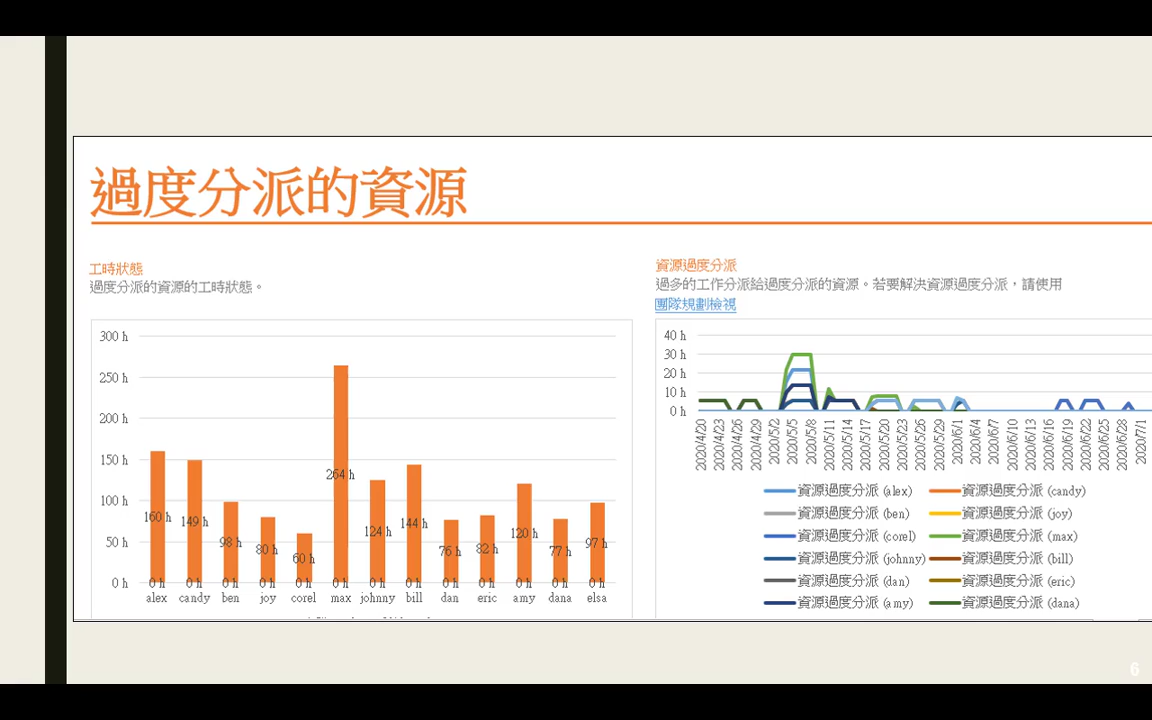 過度分派的資源
工時狀態
過度分派的資源的工時狀態。
300 h
250 h
200 h
150 h
100 h
50 h
0 h
160 h
149 h
98 h
80 h
60 h
264 h
124 h
144 h
76 h
82 h
120 h
77 h
97 h
0 h 0 h 0 h 0 h 0 h 0 h 0 h 0 h 0 h 0 h 0 h 0 h 0 h
alex candy ben joy corel max johnny bill dan eric amy dana elsa
資源過度分派
過多的工作分派給過度分派的資源。若要解決資源過度分派，請使用
團隊規劃檢視
40 h
30 h
20 h
10 h
0 h
2020/4/20
2020/4/23
2020/4/26
2020/4/29
2020/5/2
2020/5/5
2020/5/8
2020/5/11
2020/5/14
2020/5/17
2020/5/20
2020/5/23
2020/5/26
2020/5/29
2020/6/1
2020/6/4
2020/6/7
2020/6/10
2020/6/13
2020/6/16
2020/6/19
2020/6/22
2020/6/25
2020/6/28
2020/7/1
資源過度分派 (alex) 資源過度分派 (candy)
資源過度分派 (ben) 資源過度分派 (joy)
資源過度分派 (corel) 資源過度分派 (max)
資源過度分派 (johnny) 資源過度分派 (bill)
資源過度分派 (dan) 資源過度分派 (eric)
資源過度分派 (amy) 資源過度分派 (dana)
6